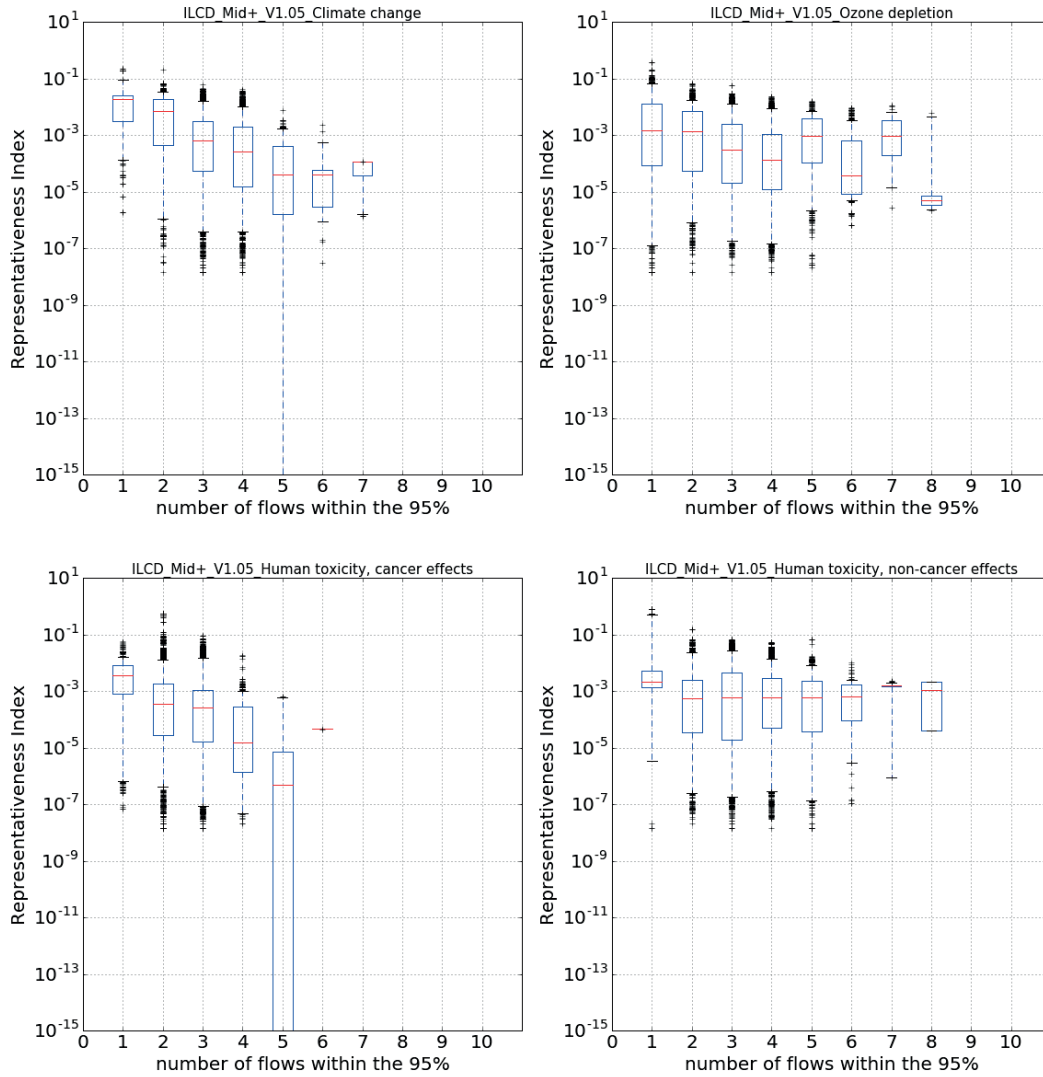 ILCD_Mid+_V1.05_Climate change
10^1
10^-1
10^-3
10^-5
10^-7
10^-9
10^-11
10^-13
10^-15
Representativeness Index
0 1 2 3 4 5 6 7 8 9 10
number of flows within the 95%
ILCD_Mid+_V1.05_Ozone depletion
10^1
10^-1
10^-3
10^-5
10^-7
10^-9
10^-11
10^-13
10^-15
Representativeness Index
0 1 2 3 4 5 6 7 8 9 10
number of flows within the 95%
ILCD_Mid+_V1.05_Human toxicity, cancer effects
10^1
10^-1
10^-3
10^-5
10^-7
10^-9
10^-11
10^-13
10^-15
Representativeness Index
0 1 2 3 4 5 6 7 8 9 10
number of flows within the 95%
ILCD_Mid+_V1.05_Human toxicity, non-cancer effects
10^1
10^-1
10^-3
10^-5
10^-7
10^-9
10^-11
10^-13
10^-15
Representativeness Index
0 1 2 3 4 5 6 7 8 9 10
number of flows within the 95%